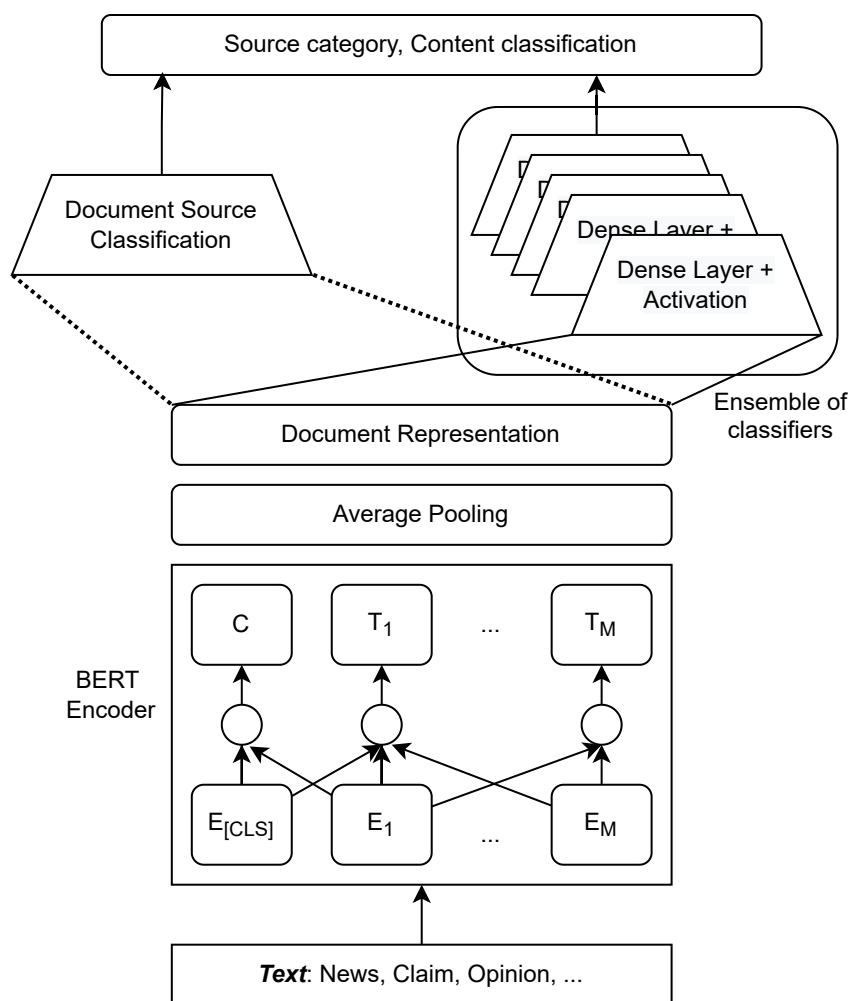 Source category, Content classification
Document Source
Classification
D
D
D
Dense Layer +
Dense Layer +
Activation
Ensemble of
classifiers
Document Representation
Average Pooling
C
T1
...
TM
BERT
Encoder
E[CLS]
E1
...
EM
Text: News, Claim, Opinion, ...